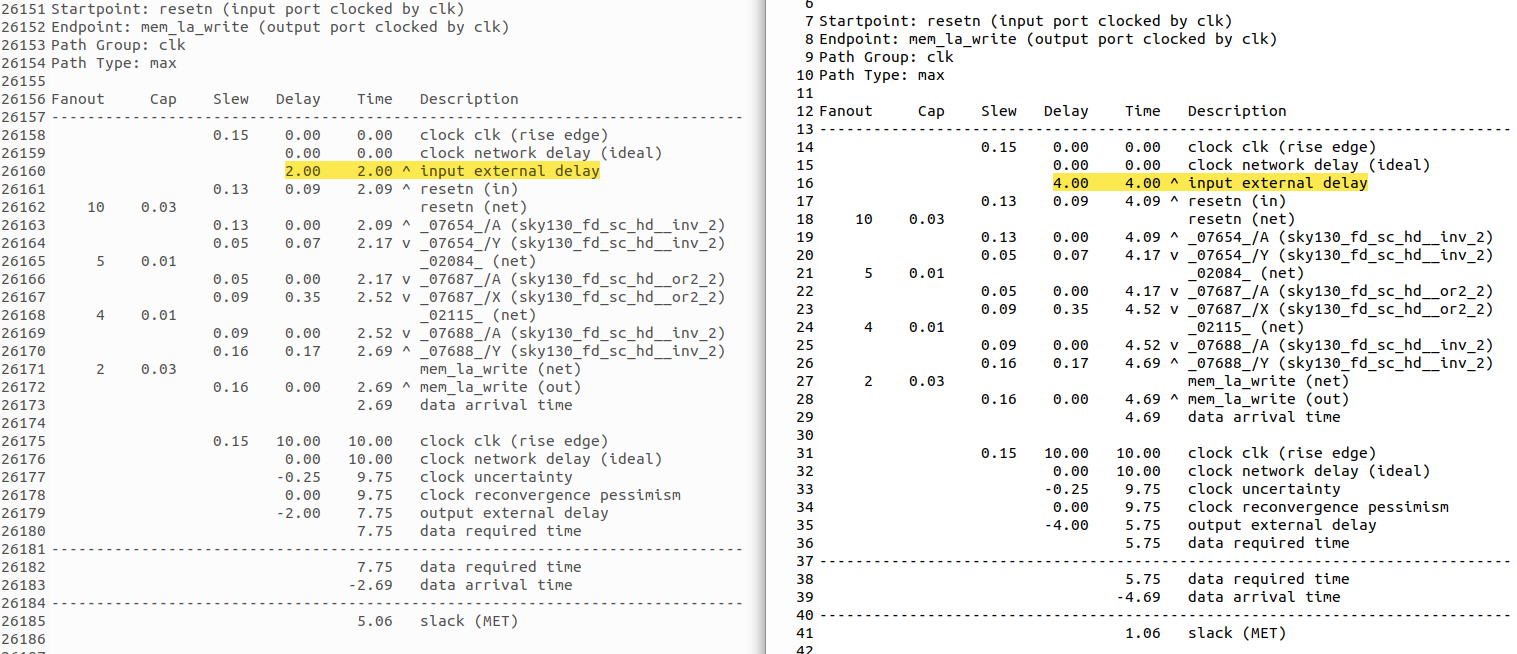 26151 Startpoint: resetn (input port clocked by clk)
26152 Endpoint: mem_la_write (output port clocked by clk)
26153 Path Group: clk
26154 Path Type: max
26155
26156 Fanout     Cap    Slew   Delay    Time   Description
26157 -----------------------------------------------------------------------------
26158                   0.15    0.00    0.00   clock clk (rise edge)
26159                           0.00    0.00   clock network delay (ideal)
26160                           2.00    2.00 ^ input external delay
26161                   0.13    0.09    2.09 ^ resetn (in)
26162     10    0.03                           resetn (net)
26163                   0.13    0.00    2.09 ^ _07654_/A (sky130_fd_sc_hd__inv_2)
26164                   0.05    0.07    2.17 v _07654_/Y (sky130_fd_sc_hd__inv_2)
26165      5    0.01                           _02084_ (net)
26166                   0.05    0.00    2.17 v _07687_/A (sky130_fd_sc_hd__or2_2)
26167                   0.09    0.35    2.52 v _07687_/X (sky130_fd_sc_hd__or2_2)
26168      4    0.01                           _02115_ (net)
26169                   0.09    0.00    2.52 v _07688_/A (sky130_fd_sc_hd__inv_2)
26170                   0.16    0.17    2.69 ^ _07688_/Y (sky130_fd_sc_hd__inv_2)
26171      2    0.03                           mem_la_write (net)
26172                   0.16    0.00    2.69 ^ mem_la_write (out)
26173                                   2.69   data arrival time
26174
26175                   0.15   10.00   10.00   clock clk (rise edge)
26176                           0.00   10.00   clock network delay (ideal)
26177                          -0.25    9.75   clock uncertainty
26178                           0.00    9.75   clock reconvergence pessimism
26179                          -2.00    7.75   output external delay
26180                                   7.75   data required time
26181 -----------------------------------------------------------------------------
26182                                   7.75   data required time
26183                                  -2.69   data arrival time
26184 -----------------------------------------------------------------------------
26185                                   5.06   slack (MET)
26186
6
7 Startpoint: resetn (input port clocked by clk)
8 Endpoint: mem_la_write (output port clocked by clk)
9 Path Group: clk
10 Path Type: max
11
12 Fanout     Cap    Slew   Delay    Time   Description
13 -----------------------------------------------------------------------------
14                   0.15    0.00    0.00   clock clk (rise edge)
15                           0.00    0.00   clock network delay (ideal)
16                           4.00    4.00 ^ input external delay
17                   0.13    0.09    4.09 ^ resetn (in)
18     10    0.03                           resetn (net)
19                   0.13    0.00    4.09 ^ _07654_/A (sky130_fd_sc_hd__inv_2)
20                   0.05    0.07    4.17 v _07654_/Y (sky130_fd_sc_hd__inv_2)
21      5    0.01                           _02084_ (net)
22                   0.05    0.00    4.17 v _07687_/A (sky130_fd_sc_hd__or2_2)
23                   0.09    0.35    4.52 v _07687_/X (sky130_fd_sc_hd__or2_2)
24      4    0.01                           _02115_ (net)
25                   0.09    0.00    4.52 v _07688_/A (sky130_fd_sc_hd__inv_2)
26                   0.16    0.17    4.69 ^ _07688_/Y (sky130_fd_sc_hd__inv_2)
27      2    0.03                           mem_la_write (net)
28                   0.16    0.00    4.69 ^ mem_la_write (out)
29                                   4.69   data arrival time
30
31                   0.15   10.00   10.00   clock clk (rise edge)
32                           0.00   10.00   clock network delay (ideal)
33                          -0.25    9.75   clock uncertainty
34                           0.00    9.75   clock reconvergence pessimism
35                          -4.00    5.75   output external delay
36                                   5.75   data required time
37 -----------------------------------------------------------------------------
38                                   5.75   data required time
39                                  -4.69   data arrival time
40 -----------------------------------------------------------------------------
41                                   1.06   slack (MET)
42